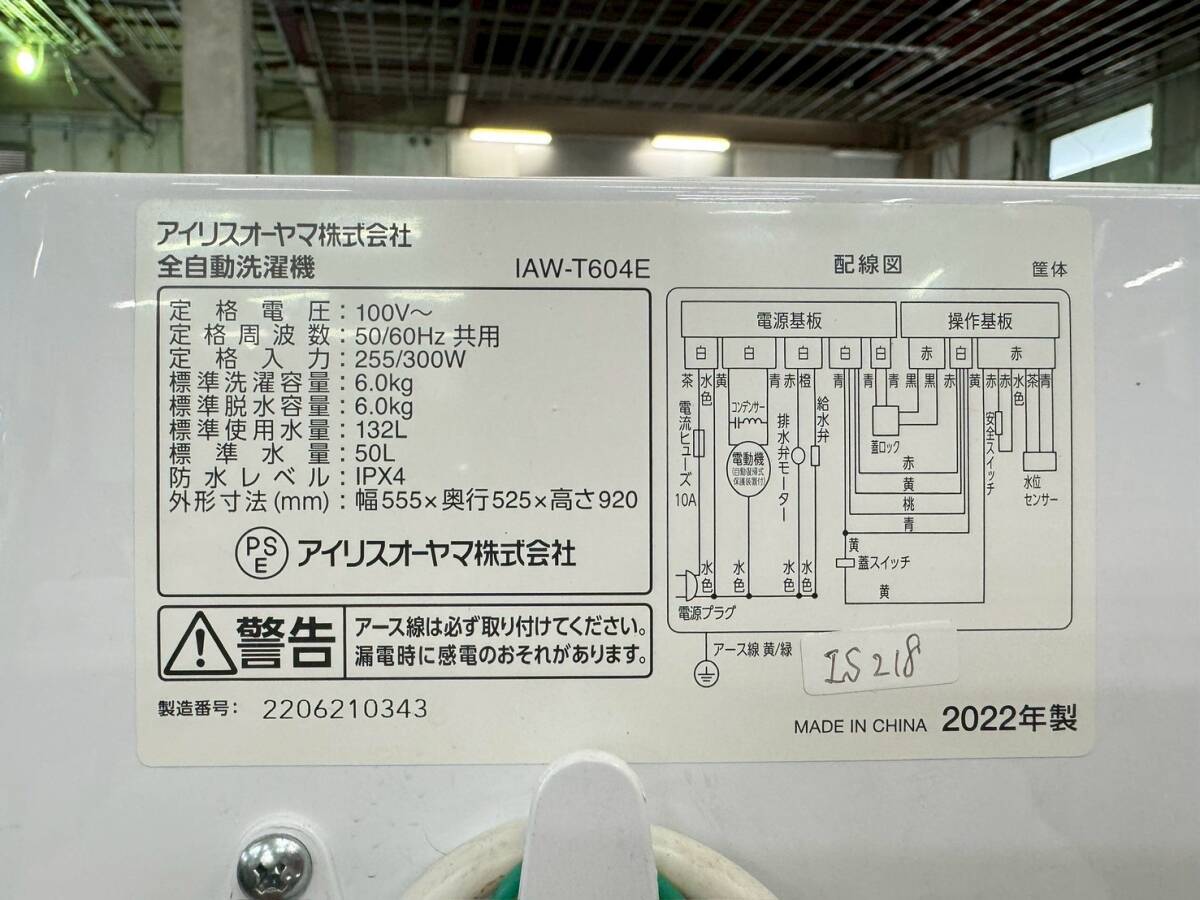 アイリスオーヤマ株式会社
全自動洗濯機 IAW-T604E
定格電圧：100V～
定格周波数：50/60Hz 共用
定格入力：255/300W
標準洗濯容量：6.0kg
標準脱水容量：6.0kg
標準使用水量：132L
標準水量：50L
防水レベル：IPX4
外形寸法(mm)：幅555×奥行525×高さ920
PSE アイリスオーヤマ株式会社
警告
アース線は必ず取り付けてください。
漏電時に感電のおそれがあります。
製造番号： 2206210343
配線図 筐体
電源基板 操作基板
白 白 白 白 白 赤 白 赤
茶 水色 黄 青 赤 橙 青 青 青 黒 黒 赤 黄 赤 赤 水色 茶 青
電流ヒューズ 10A
コンデンサー
電動機
(自動復帰式
保護装置付)
排水弁モーター
給水弁
蓋ロック
赤
黄
桃
青
安全スイッチ
水位
センサー
黄
蓋スイッチ
黄
水色 水色 水色 水色
電源プラグ
アース線 黄/緑
IS218
MADE IN CHINA 2022年製